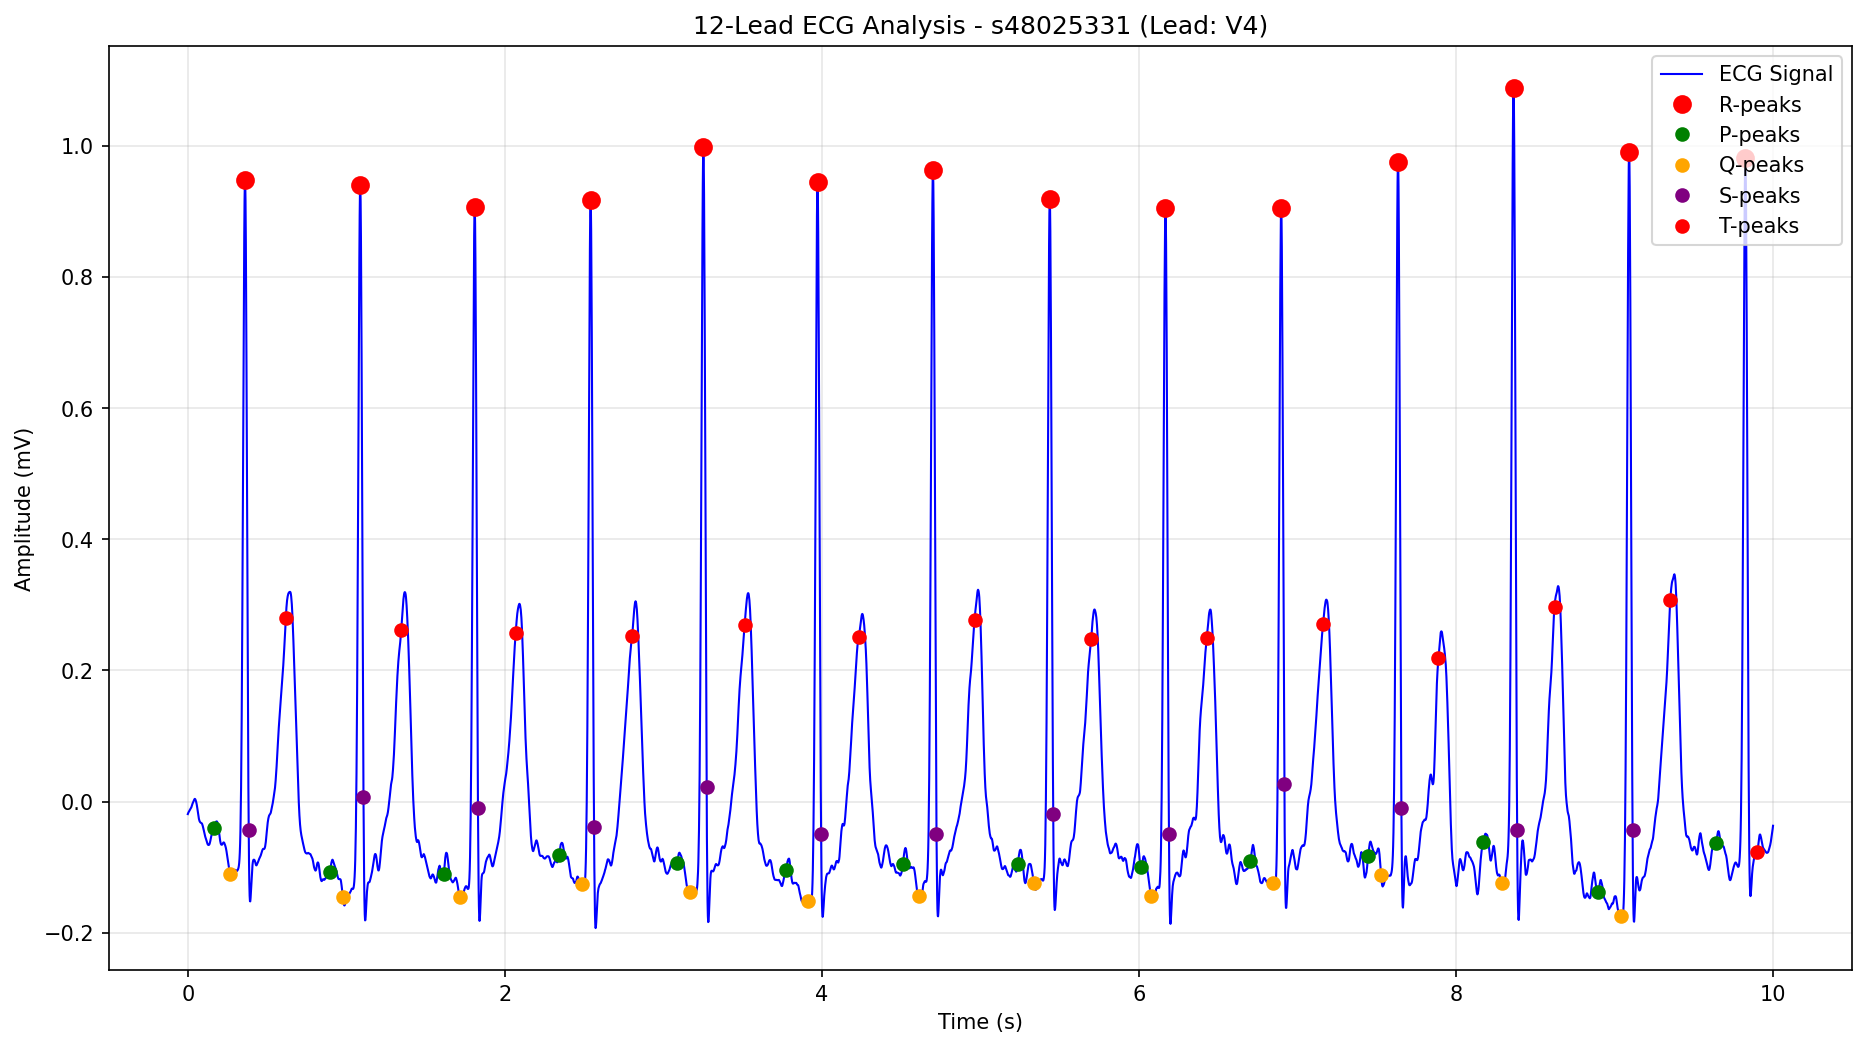 12-Lead ECG Analysis - s48025331 (Lead: V4)
ECG Signal
R-peaks
P-peaks
Q-peaks
S-peaks
T-peaks
Amplitude (mV)
1.0
0.8
0.6
0.4
0.2
0.0
−0.2
0 2 4 6 8 10
Time (s)